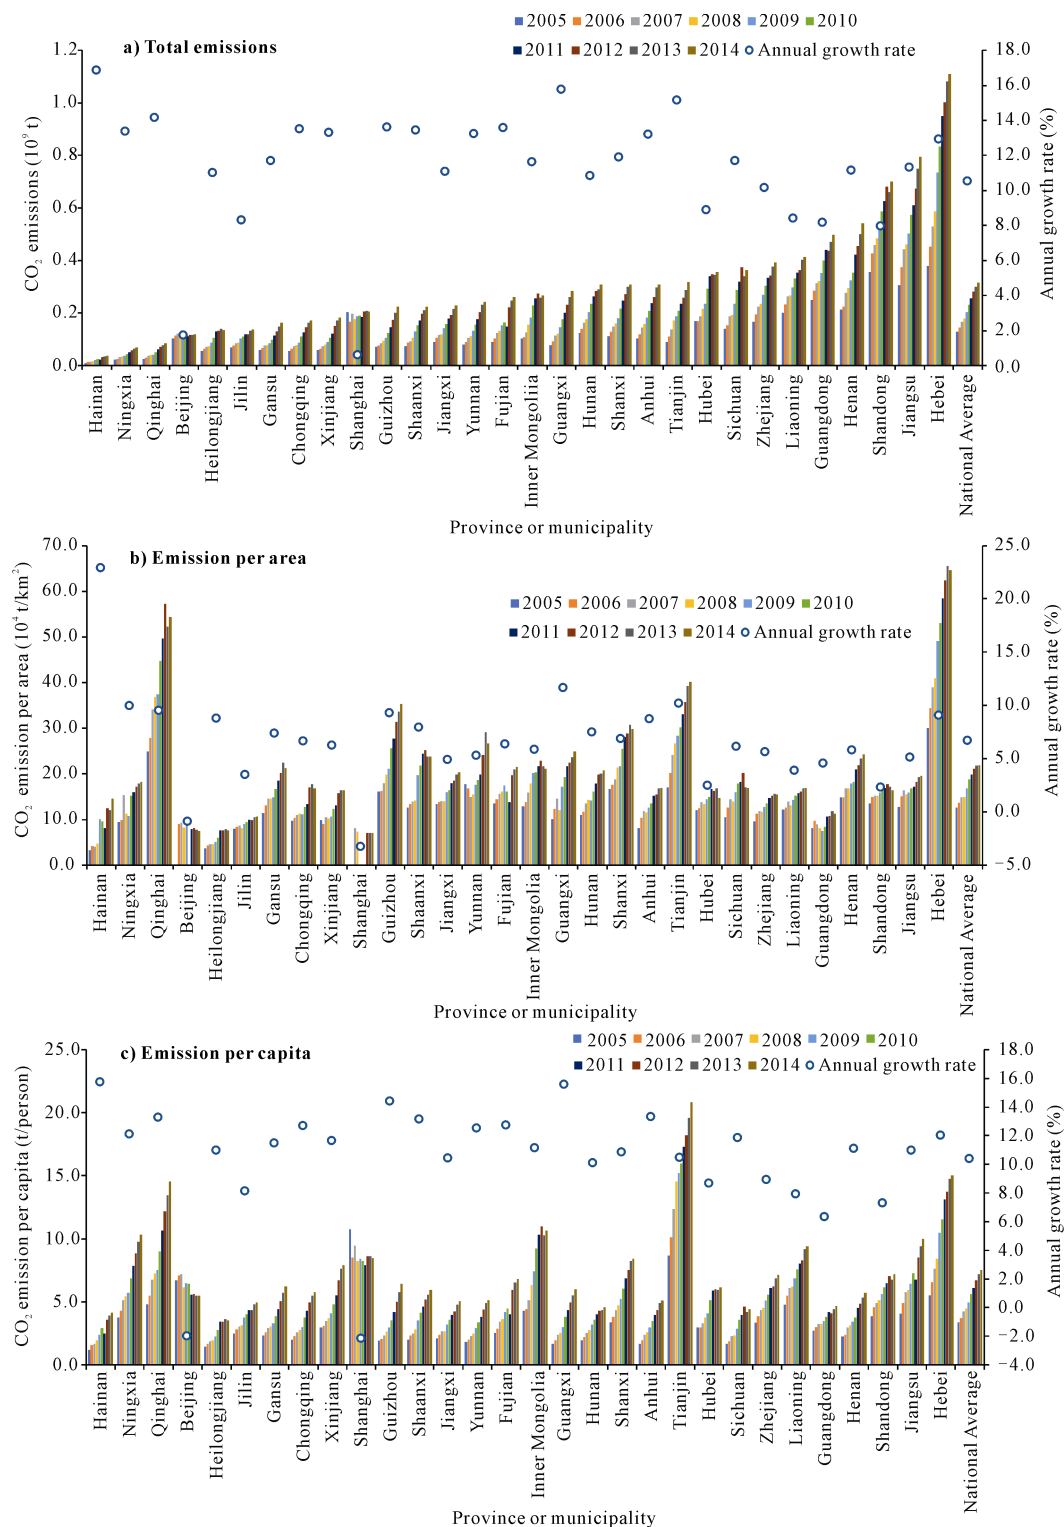 2005 2006 2007 2008 2009 2010
a) Total emissions
2011 2012 2013 2014 Annual growth rate
1.2
1.0
0.8
0.6
0.4
0.2
0.0
CO₂ emissions (10⁹ t)
18.0
16.0
14.0
12.0
10.0
8.0
6.0
4.0
2.0
0.0
Annual growth rate (%)
Hainan
Ningxia
Qinghai
Beijing
Heilongjiang
Jilin
Gansu
Chongqing
Xinjiang
Shanghai
Guizhou
Shaanxi
Jiangxi
Yunnan
Fujian
Inner Mongoliia
Guangxi
Hunan
Shanxi
Anhui
Tianjin
Hubei
Sichuan
Zhejiang
Liaoning
Guangdong
Henan
Shandong
Jiangsu
Hebei
National Average
Province or municipality
b) Emission per area
2005 2006 2007 2008 2009 2010
2011 2012 2013 2014 Annual growth rate
70.0
60.0
50.0
40.0
30.0
20.0
10.0
0.0
CO₂ emission per area (10⁴ t/km²)
25.0
20.0
15.0
10.0
5.0
0.0
−5.0
Annual growth rate (%)
Hainan
Ningxia
Qinghai
Beijing
Heilongjiang
Jilin
Gansu
Chongqing
Xinjiang
Shanghai
Guizhou
Shaanxi
Jiangxi
Yunnan
Fujian
Inner Mongolia
Guangxi
Hunan
Shanxi
Anhui
Tianjin
Hubei
Sichuan
Zhejiang
Liaoning
Guangdong
Henan
Shandong
Jiangsu
Hebei
National Average
Province or municipality
c) Emission per capita
2005 2006 2007 2008 2009 2010
2011 2012 2013 2014 Annual growth rate
25.0
20.0
15.0
10.0
5.0
0.0
CO₂ emission per capita (t/person)
18.0
16.0
14.0
12.0
10.0
8.0
6.0
4.0
2.0
0.0
−2.0
−4.0
Annual growth rate (%)
Hainan
Ningxia
Qinghai
Beijing
Heilongjiang
Jilin
Gansu
Chongqing
Xinjiang
Shanghai
Guizhou
Shaanxi
Jiangxi
Yunnan
Fujian
Inner Mongolia
Guangxi
Hunan
Shanxi
Anhui
Tianjin
Hubei
Sichuan
Zhejiang
Liaoning
Guangdong
Henan
Shandong
Jiangsu
Hebei
National Average
Province or municipality